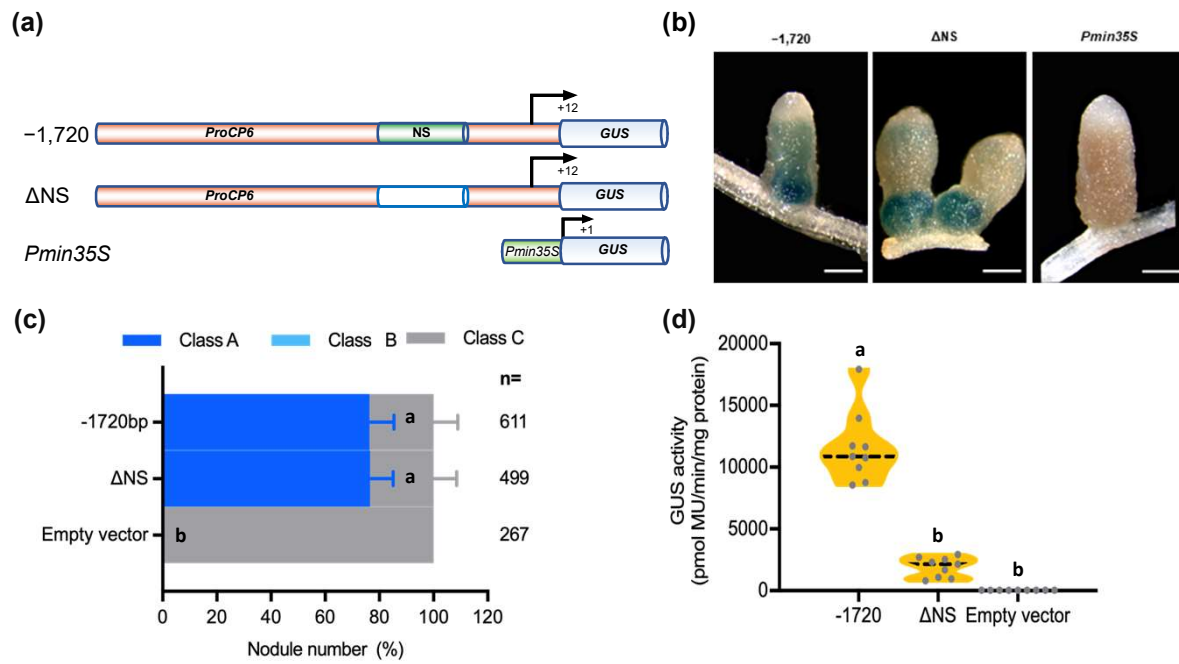 (a)
−1,720
ProCP6
NS
+12
GUS
ΔNS
ProCP6
+12
GUS
Pmin35S
Pmin35S
+1
GUS
(b)
−1,720
ΔNS
Pmin35S
(c)
Class A
Class B
Class C
n=
-1720bp
a
611
ΔNS
a
499
Empty vector
b
267
0 20 40 60 80 100 120
Nodule number (%)
(d)
GUS activity
(pmol MU/min/mg protein)
20000
15000
10000
5000
0
a
b
b
-1720 ΔNS Empty vector